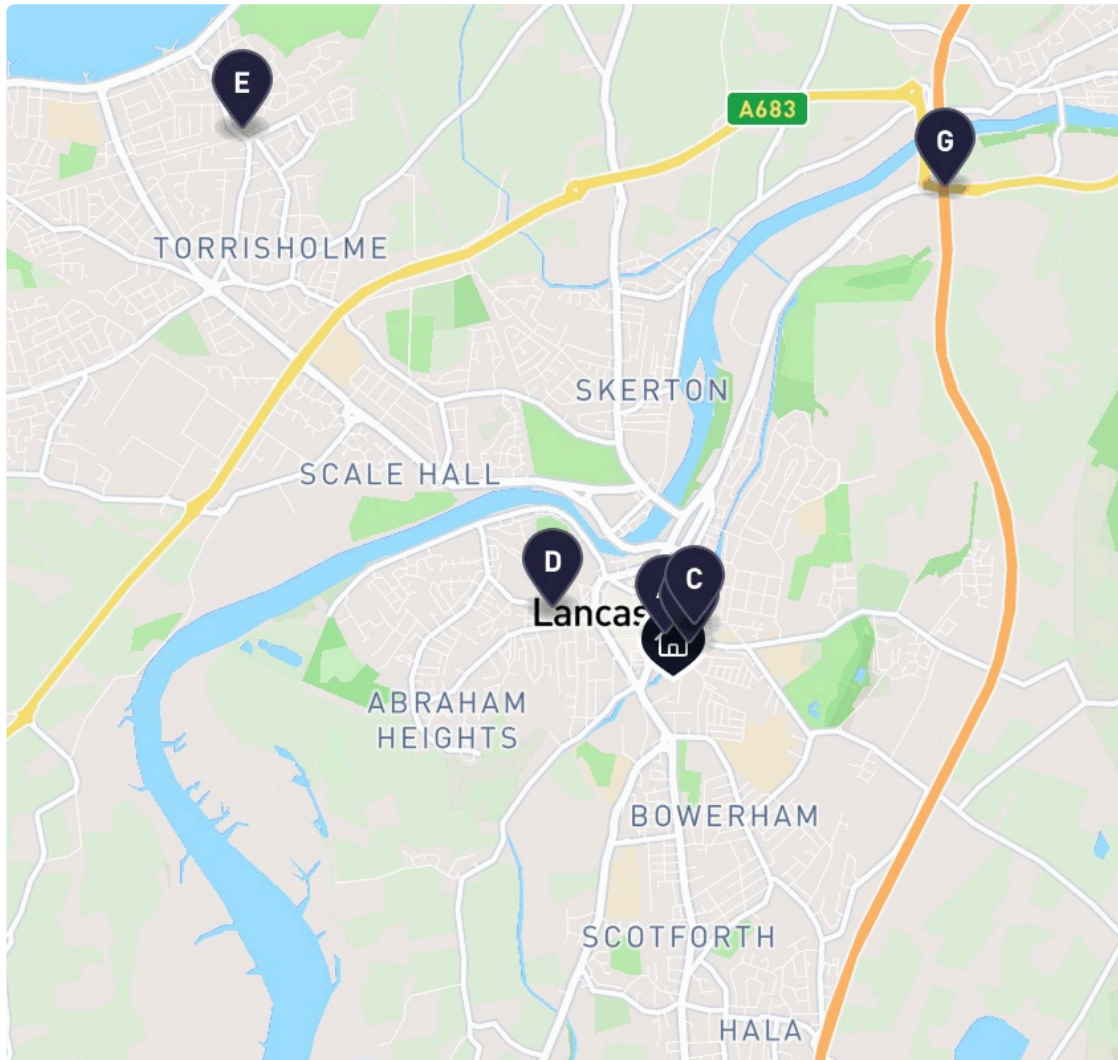 E
A683
G
TORRISHOLME
SKERTON
SCALE HALL
D
C
ABRAHAM
HEIGHTS
BOWERHAM
SCOTFORTH
HALA